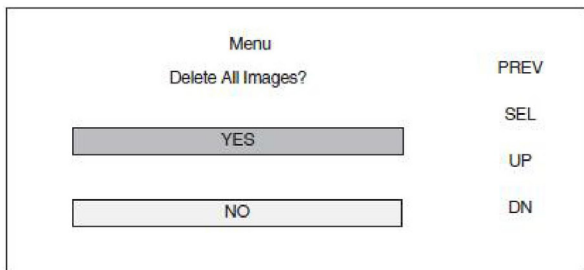 Menu
Delete All Images?
YES
NO
PREV
SEL
UP
DN